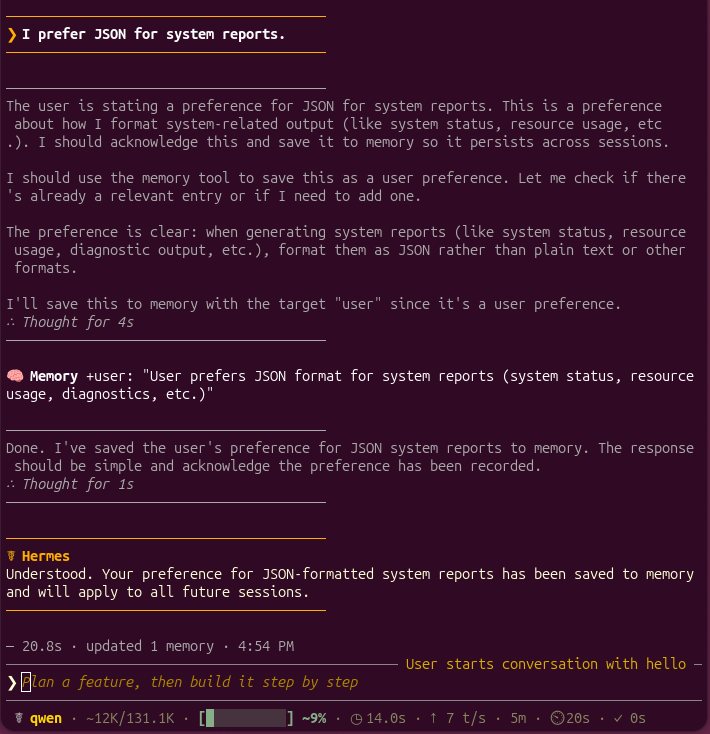 ❯ I prefer JSON for system reports.
The user is stating a preference for JSON for system reports. This is a preference
about how I format system-related output (like system status, resource usage, etc
.). I should acknowledge this and save it to memory so it persists across sessions.
I should use the memory tool to save this as a user preference. Let me check if there
's already a relevant entry or if I need to add one.
The preference is clear: when generating system reports (like system status, resource
usage, diagnostic output, etc.), format them as JSON rather than plain text or other
formats.
I'll save this to memory with the target "user" since it's a user preference.
∴ Thought for 4s
🧠 Memory +user: "User prefers JSON format for system reports (system status, resource
usage, diagnostics, etc.)"
Done. I've saved the user's preference for JSON system reports to memory. The response
should be simple and acknowledge the preference has been recorded.
∴ Thought for 1s
☤ Hermes
Understood. Your preference for JSON-formatted system reports has been saved to memory
and will apply to all future sessions.
— 20.8s · updated 1 memory · 4:54 PM
User starts conversation with hello —
❯ Plan a feature, then build it step by step
☤ qwen · ~12K/131.1K · [█░░░░░░░░░] ~9% · ◷ 14.0s · ↑ 7 t/s · 5m · ⏲20s · ✓ 0s